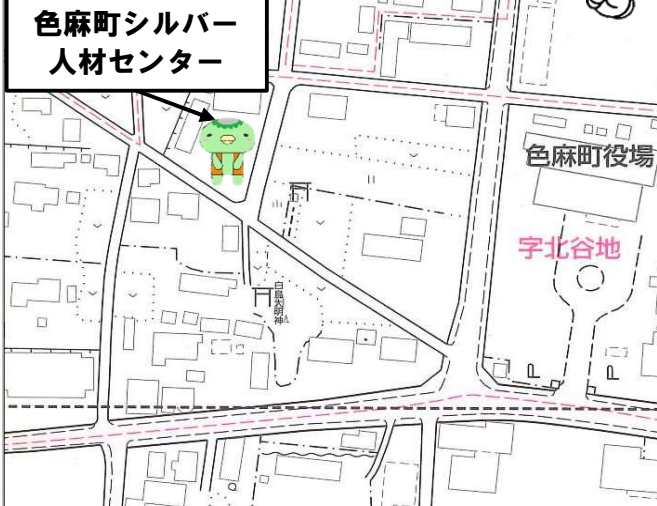 色麻町シルバー
人材センター
色麻町役場
字北谷地
白鳥大明神